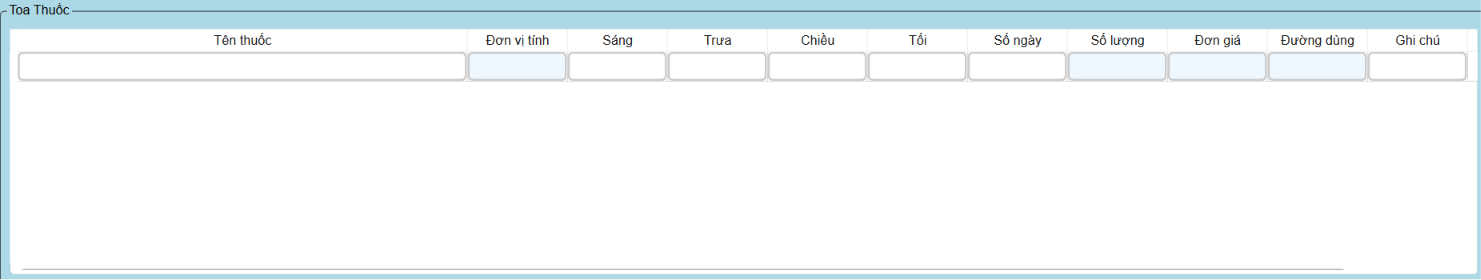 Toa Thuốc
Tên thuốc Đơn vị tính Sáng Trưa Chiều Tối Số ngày Số lượng Đơn giá Đường dùng Ghi chú